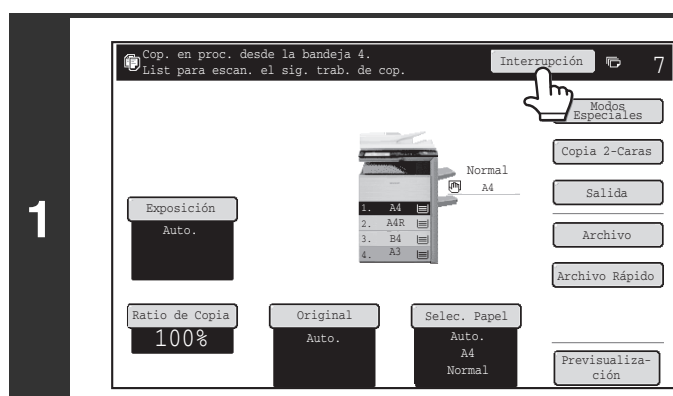 1
Cop. en proc. desde la bandeja 4.
List para escan. el sig. trab. de cop.
Interrupción
7
Modos
Especiales
Copia 2-Caras
Salida
Archivo
Archivo Rápido
Previsualiza-
ción
Normal
A4
1. A4
2. A4R
3. B4
4. A3
Exposición
Auto.
Ratio de Copia
100%
Original
Auto.
Selec. Papel
Auto.
A4
Normal